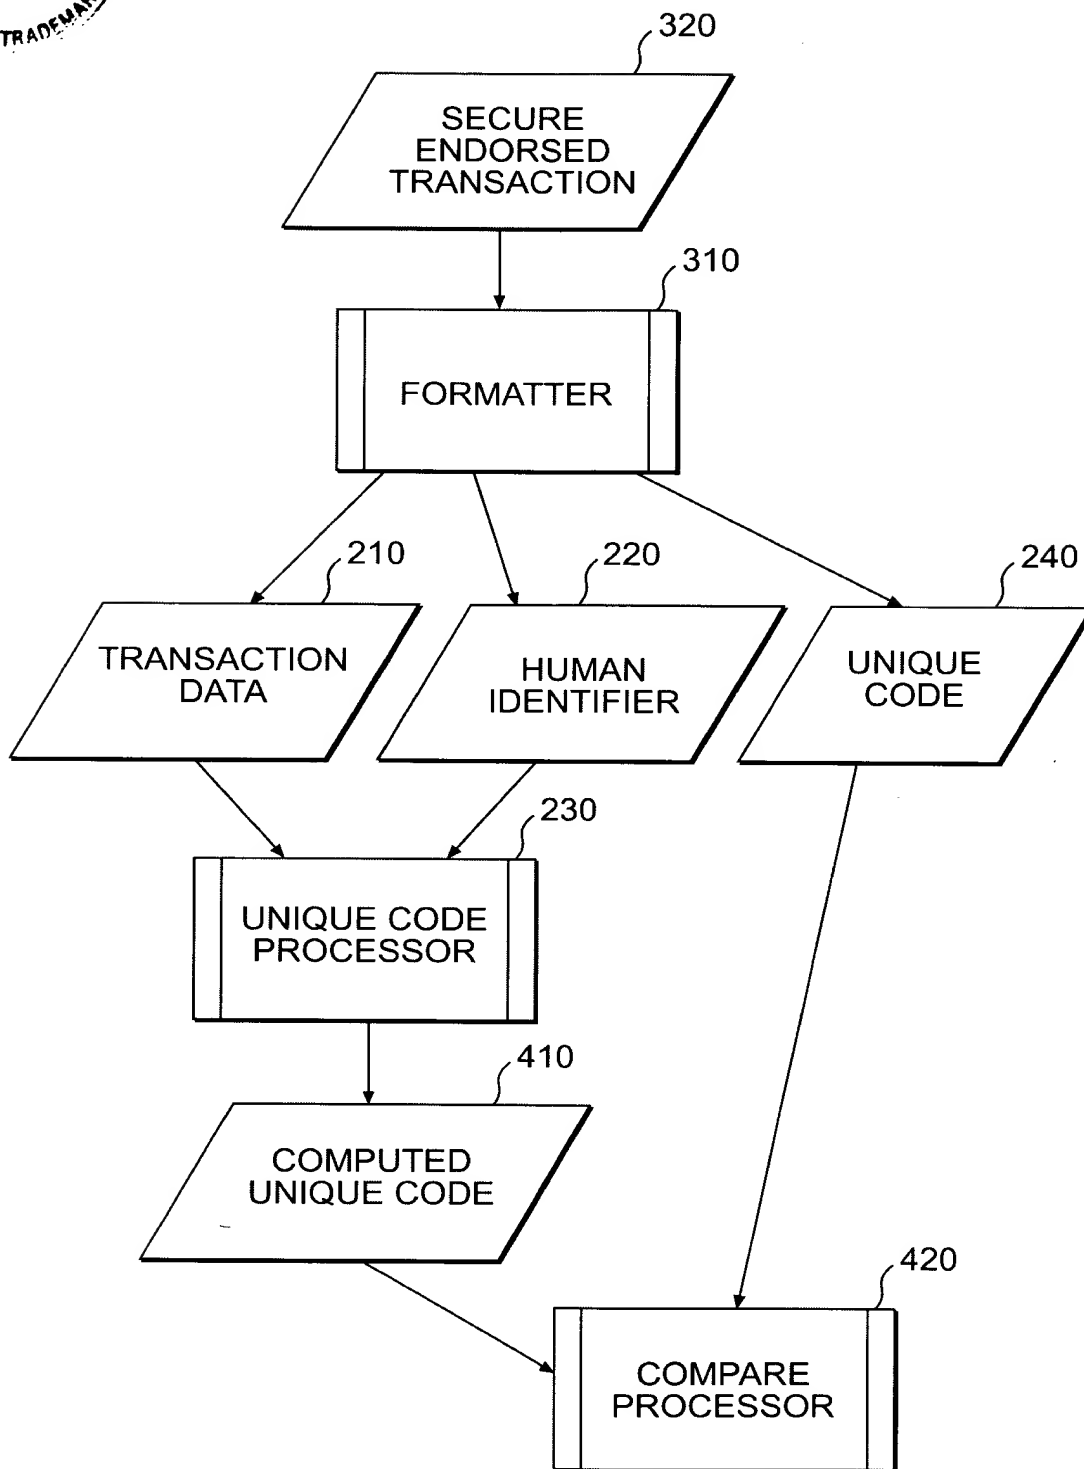 TRADEMAR
320
SECURE
ENDORSED
TRANSACTION
310
FORMATTER
210
220
240
TRANSACTION
DATA
HUMAN
IDENTIFIER
UNIQUE
CODE
230
UNIQUE CODE
PROCESSOR
410
COMPUTED
UNIQUE CODE
420
COMPARE
PROCESSOR